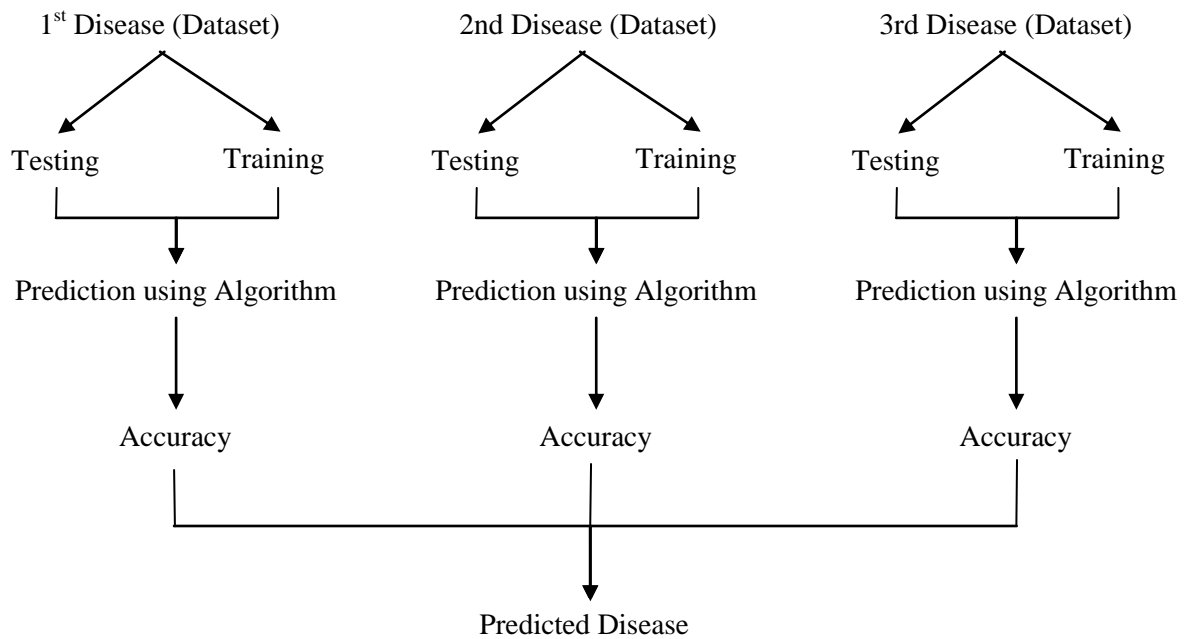 1st Disease (Dataset) 2nd Disease (Dataset) 3rd Disease (Dataset)
Testing Training Testing Training Testing Training
Prediction using Algorithm Prediction using Algorithm Prediction using Algorithm
Accuracy Accuracy Accuracy
Predicted Disease